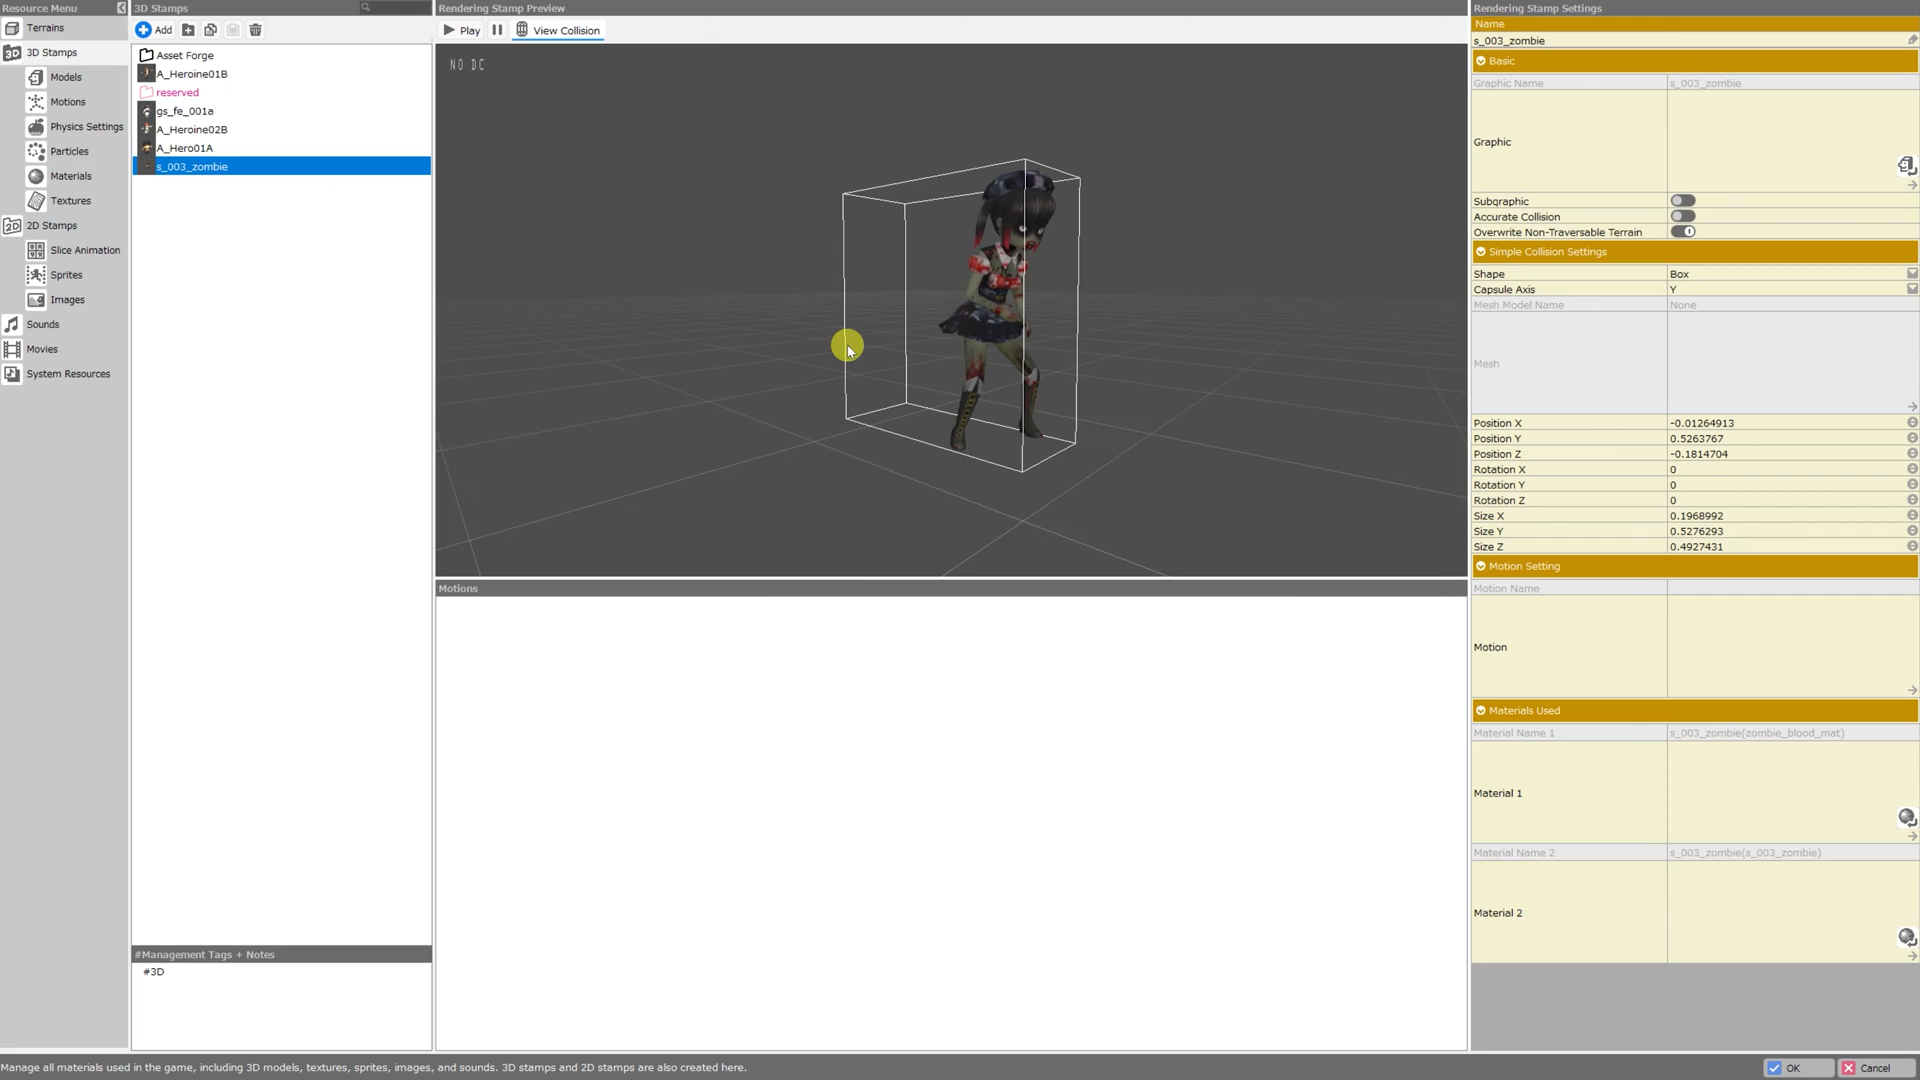 Resource Menu
Terrains
3D Stamps
Models
Motions
Physics Settings
Particles
Materials
Textures
2D Stamps
Slice Animation
Sprites
Images
Sounds
Movies
System Resources
3D Stamps
Add
Asset Forge
A_Heroine01B
reserved
gs_fe_001a
A_Heroine02B
A_Hero01A
s_003_zombie
#Management Tags + Notes
#3D
Rendering Stamp Preview
Play
View Collision
NO DC
Motions
Rendering Stamp Settings
Name
s_003_zombie
Basic
Graphic Name s_003_zombie
Graphic
Subgraphic
Accurate Collision
Overwrite Non-Traversable Terrain
Simple Collision Settings
Shape Box
Capsule Axis Y
Mesh Model Name None
Mesh
Position X -0.01264913
Position Y 0.5263767
Position Z -0.1814704
Rotation X 0
Rotation Y 0
Rotation Z 0
Size X 0.1968992
Size Y 0.5276293
Size Z 0.4927431
Motion Setting
Motion Name
Motion
Materials Used
Material Name 1 s_003_zombie(zombie_blood_mat)
Material 1
Material Name 2 s_003_zombie(s_003_zombie)
Material 2
Manage all materials used in the game, including 3D models, textures, sprites, images, and sounds. 3D stamps and 2D stamps are also created here.
OK
Cancel